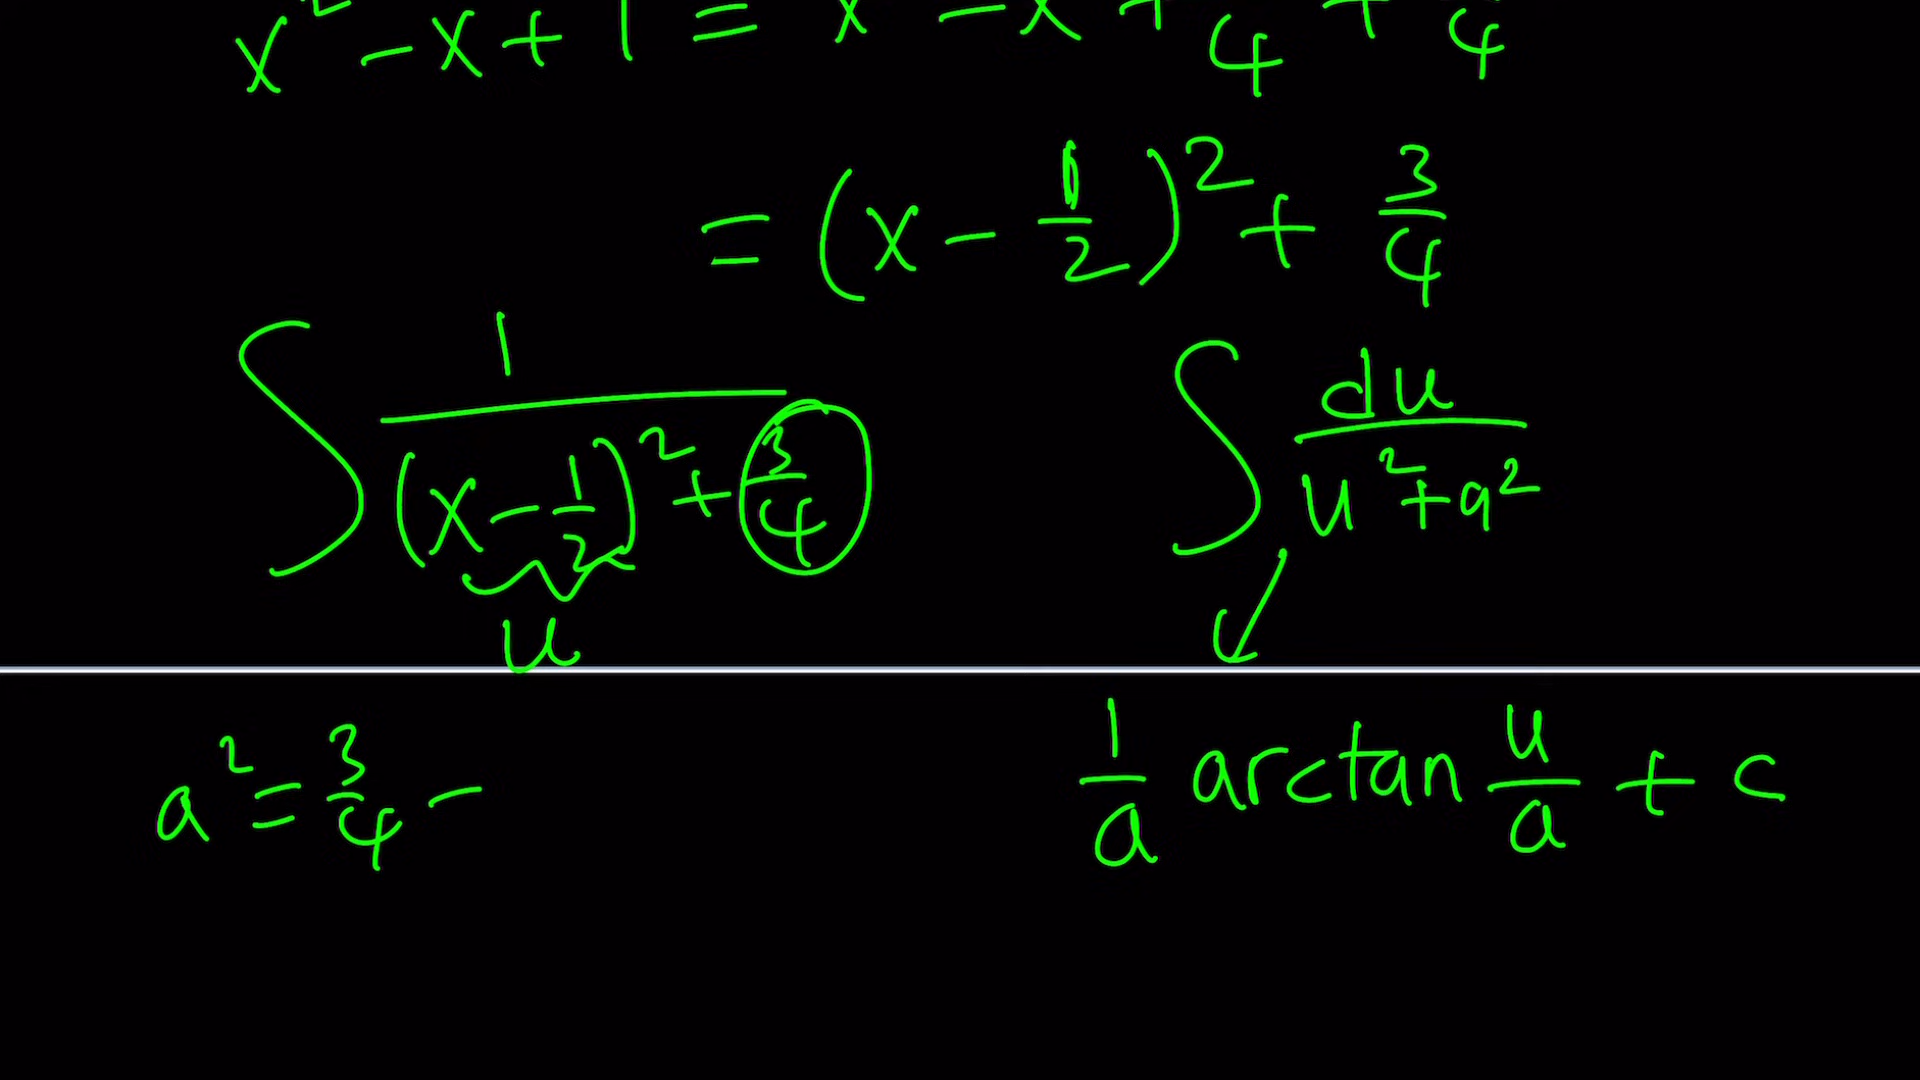 x² - x + 1 = x² - x + 1/4 + 3/4
= (x - 1/2)² + 3/4
∫ 1/((x - 1/2)² + 3/4) ∫ du/(u² + a²)
u
a² = 3/4 - 1/a arctan u/a + c